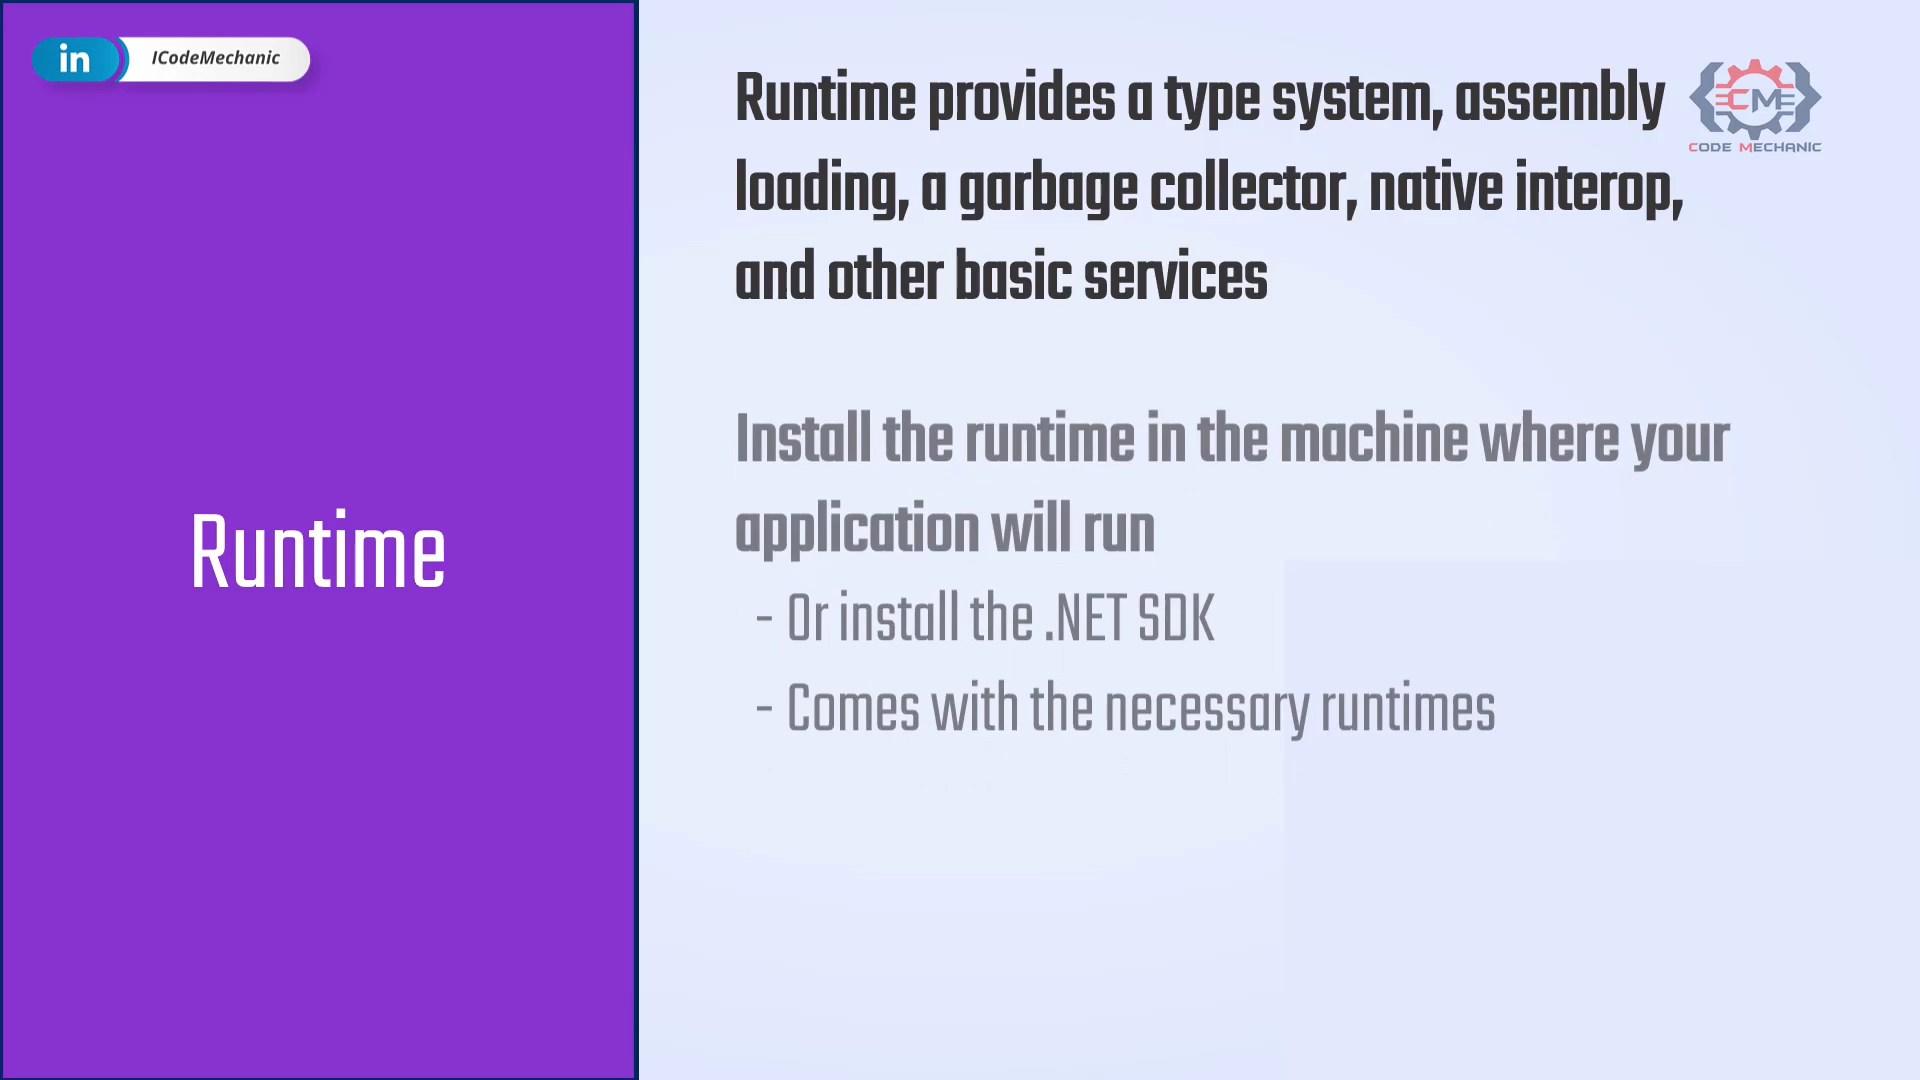 in ICodeMechanic
Runtime
Runtime provides a type system, assembly
loading, a garbage collector, native interop,
and other basic services
Install the runtime in the machine where your
application will run
- Or install the .NET SDK
- Comes with the necessary runtimes
CME
CODE MECHANIC